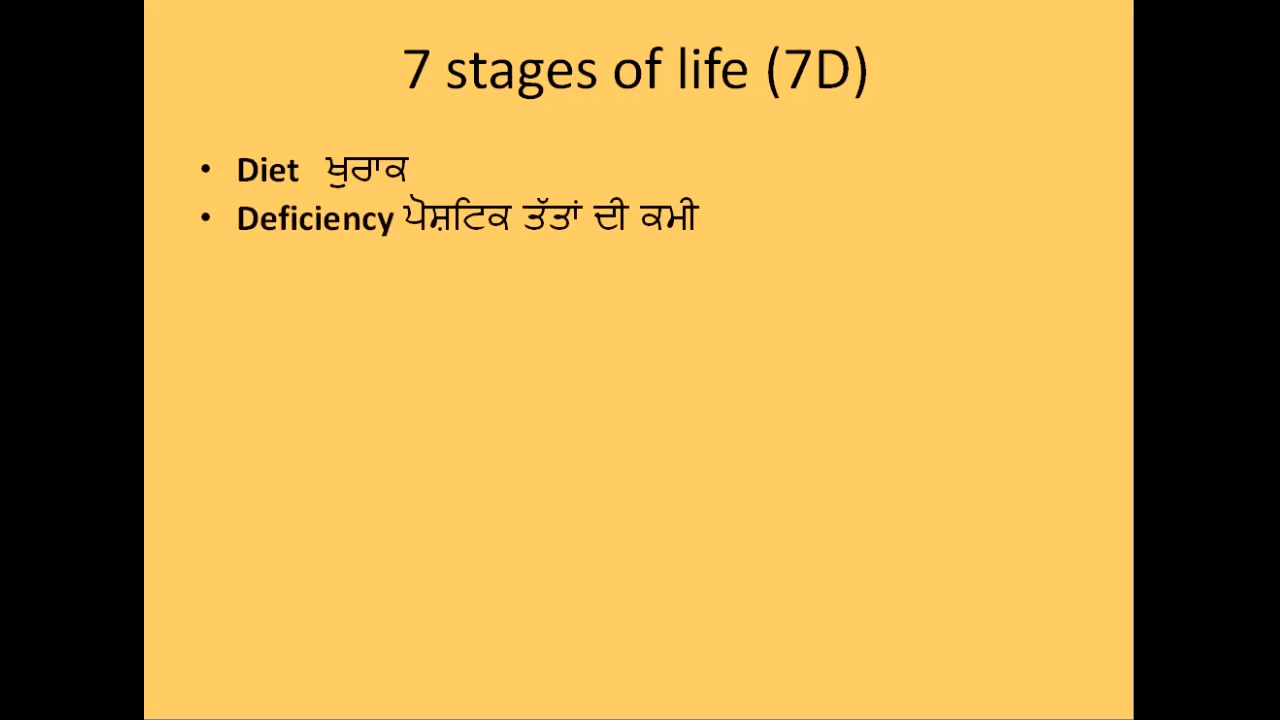 7 stages of life (7D)
• Diet ਖੁਰਾਕ
• Deficiency ਪੋਸ਼ਟਿਕ ਤੱਤਾਂ ਦੀ ਕਮੀ